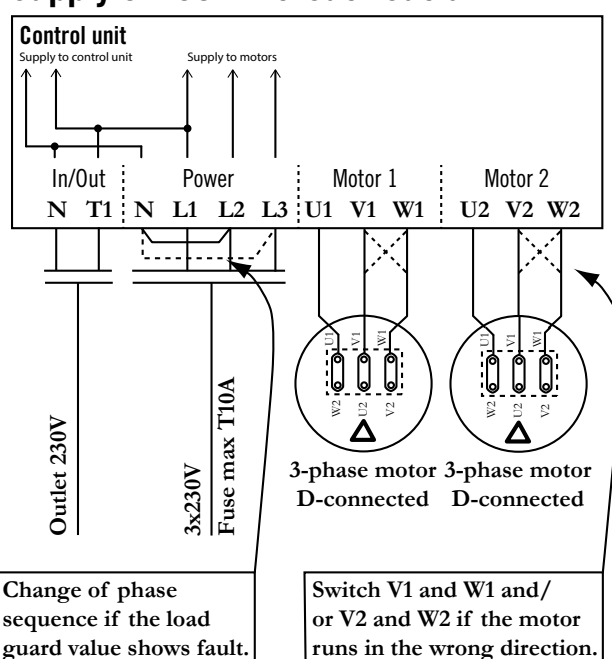 Control unit
Supply to control unit Supply to motors
In/Out Power Motor 1 Motor 2
N T1 N L1 L2 L3 U1 V1 W1 U2 V2 W2
U1 V1 W1 U1 V1 W1
W2 U2 V2 W2 U2 V2
Outlet 230V
3x230V
Fuse max T10A
3-phase motor 3-phase motor
D-connected D-connected
Change of phase
sequence if the load
guard value shows fault.
Switch V1 and W1 and/
or V2 and W2 if the motor
runs in the wrong direction.